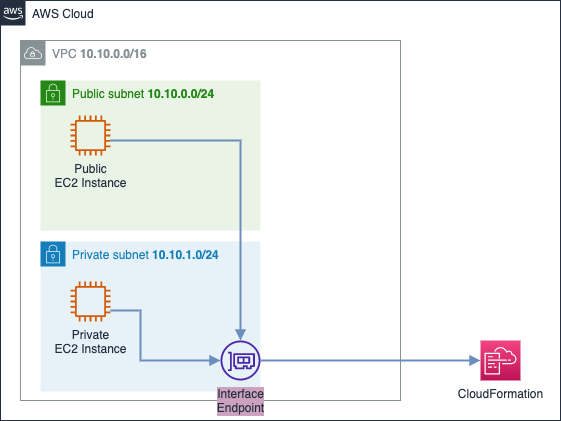 aws
AWS Cloud
VPC 10.10.0.0/16
Public subnet 10.10.0.0/24
Public
EC2 Instance
Private subnet 10.10.1.0/24
Private
EC2 Instance
Interface
Endpoint
CloudFormation